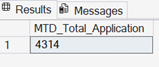 Results Messages
MTD_Total_Application
1 4314